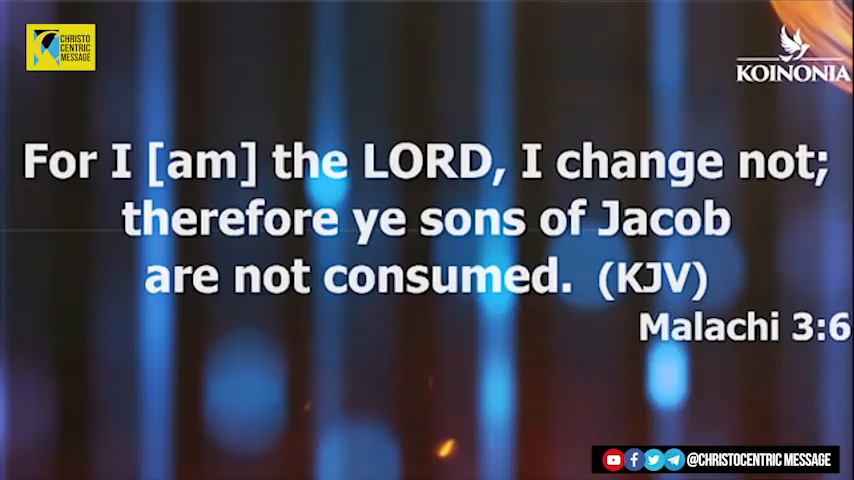 CHRISTO
CENTRIC
MESSAGE
KOINONIA
For I [am] the LORD, I change not;
therefore ye sons of Jacob
are not consumed. (KJV)
Malachi 3:6
@CHRISTOCENTRIC MESSAGE